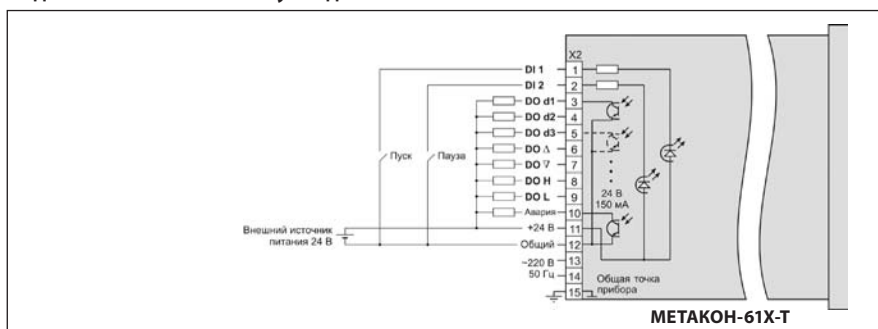 X2
DI 1 1
DI 2 2
DO d1 3
DO d2 4
DO d3 5
DO Δ 6
DO ∇ 7
DO H 8
DO L 9
Авария 10
+24 В 11
Общий 12
~220 В 13
50 Гц 14
15
Пуск
Пауза
24 В
150 мА
Внешний источник
питания 24 В
Общая точка
прибора
МЕТАКОН-61X-Т